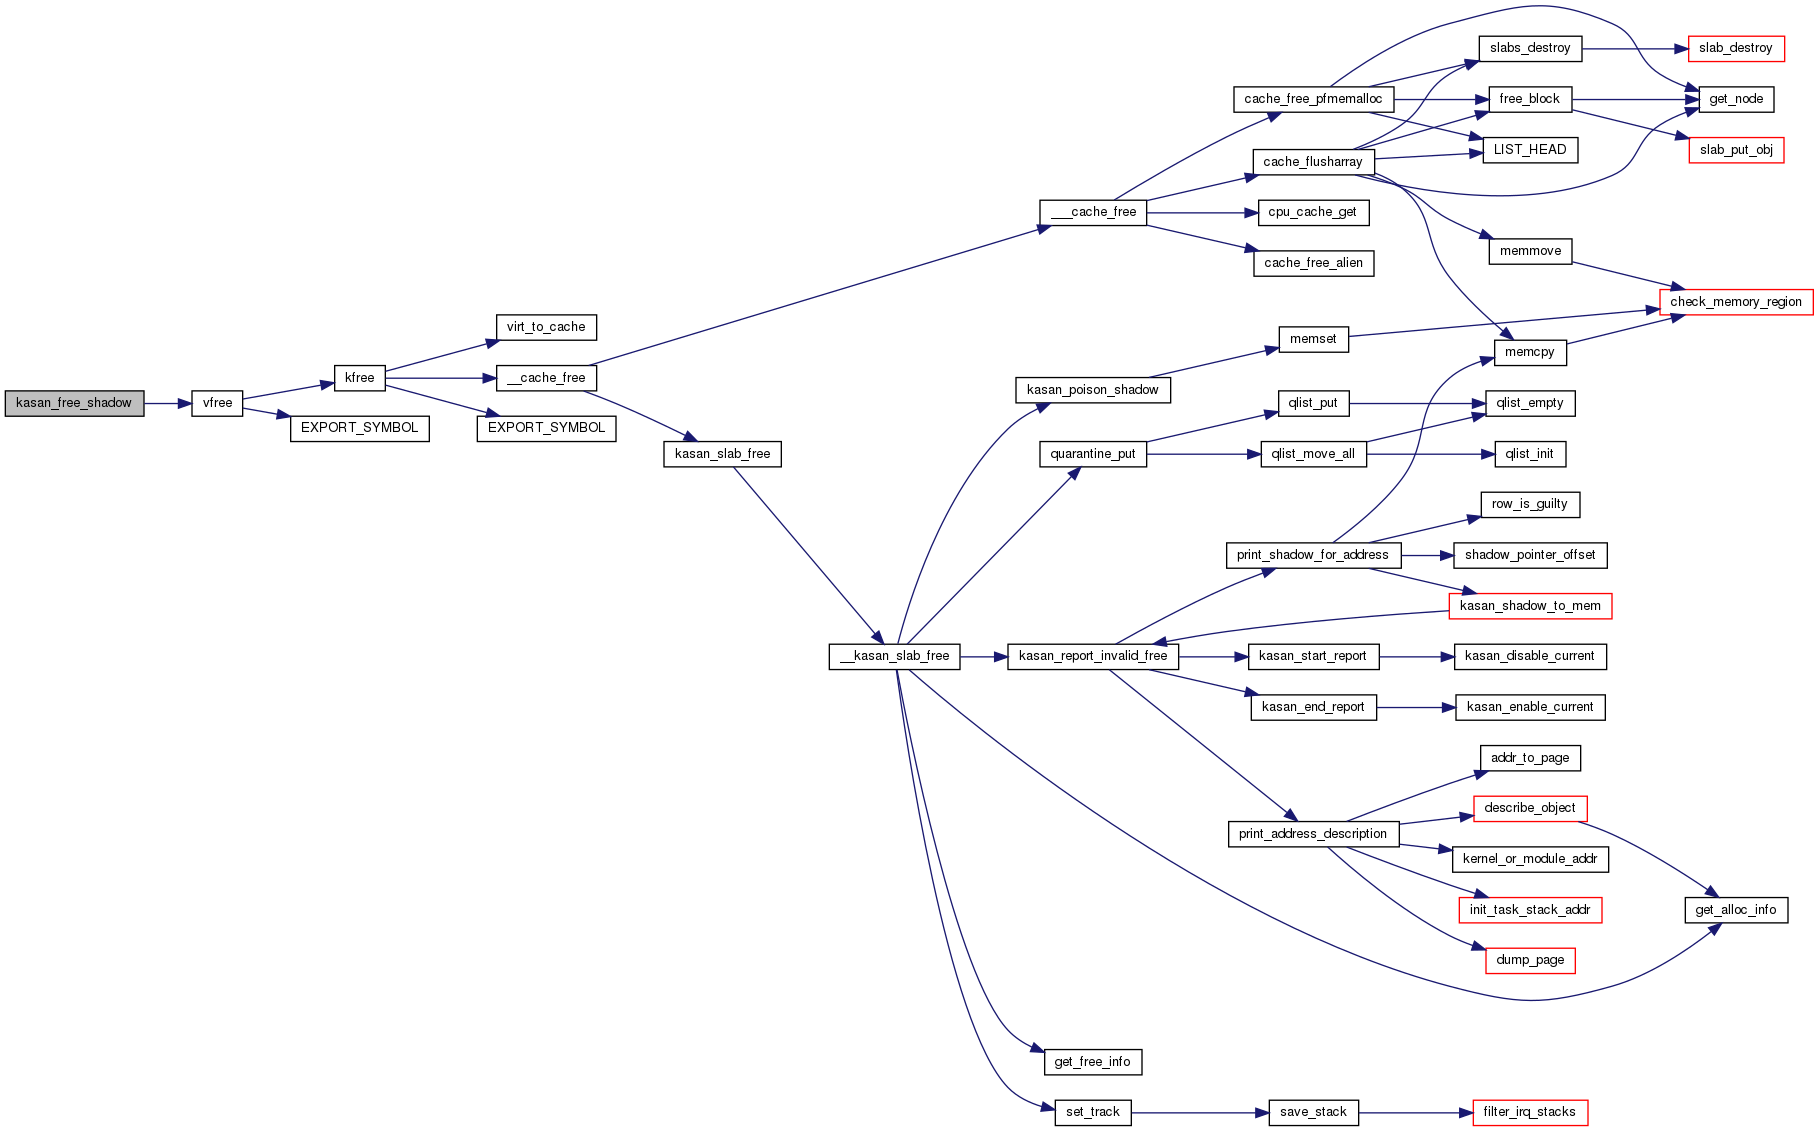 slabs_destroy
slab_destroy
cache_free_pfmemalloc
free_block
get_node
LIST_HEAD
slab_put_obj
cache_flusharray
___cache_free
cpu_cache_get
memmove
cache_free_alien
check_memory_region
virt_to_cache
memset
memcpy
kfree
__cache_free
kasan_poison_shadow
kasan_free_shadow
vfree
qlist_put
qlist_empty
EXPORT_SYMBOL
EXPORT_SYMBOL
kasan_slab_free
quarantine_put
qlist_move_all
qlist_init
row_is_guilty
print_shadow_for_address
shadow_pointer_offset
kasan_shadow_to_mem
__kasan_slab_free
kasan_report_invalid_free
kasan_start_report
kasan_disable_current
kasan_end_report
kasan_enable_current
addr_to_page
describe_object
print_address_description
kernel_or_module_addr
init_task_stack_addr
get_alloc_info
dump_page
get_free_info
set_track
save_stack
filter_irq_stacks